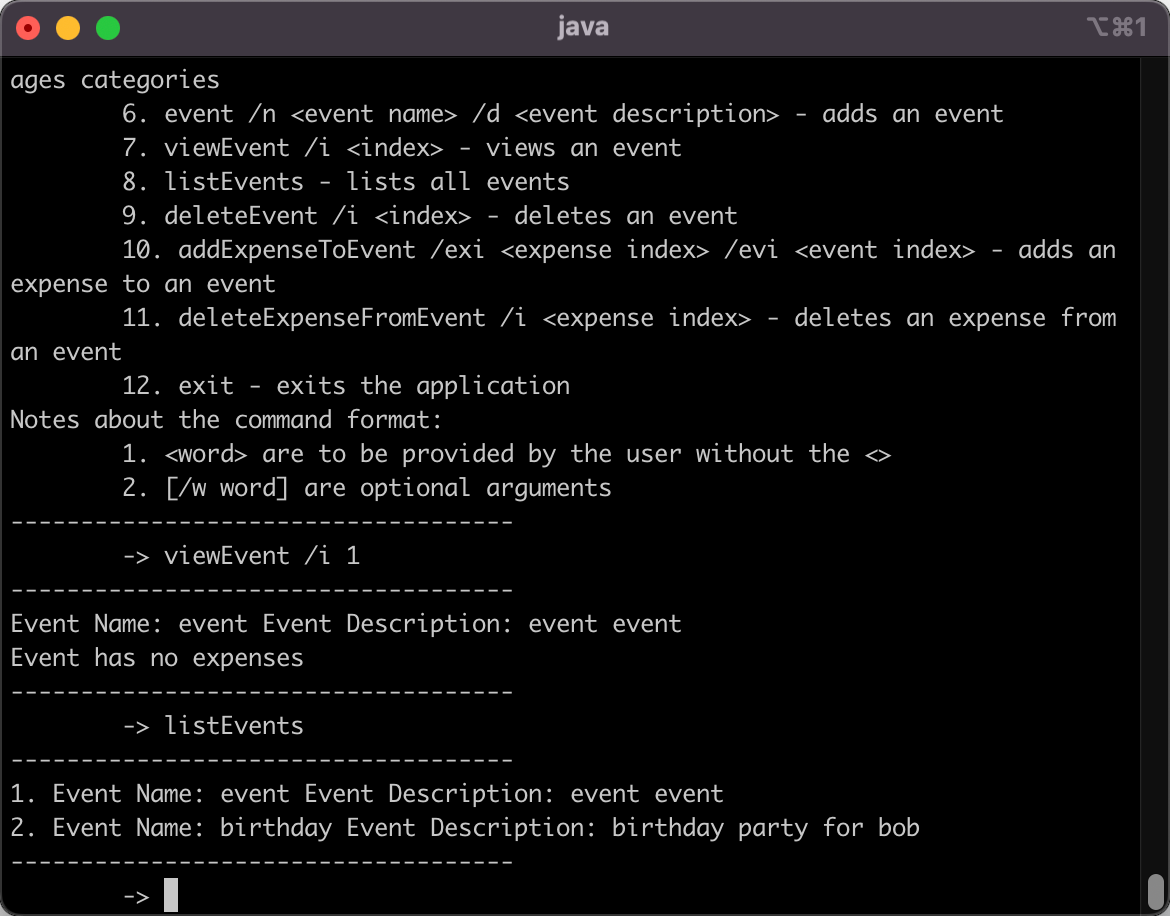 java
⌥⌘1
ages categories
6. event /n <event name> /d <event description> - adds an event
7. viewEvent /i <index> - views an event
8. listEvents - lists all events
9. deleteEvent /i <index> - deletes an event
10. addExpenseToEvent /exi <expense index> /evi <event index> - adds an
expense to an event
11. deleteExpenseFromEvent /i <expense index> - deletes an expense from
an event
12. exit - exits the application
Notes about the command format:
1. <word> are to be provided by the user without the <>
2. [/w word] are optional arguments
------------------------------------
-> viewEvent /i 1
------------------------------------
Event Name: event Event Description: event event
Event has no expenses
------------------------------------
-> listEvents
------------------------------------
1. Event Name: event Event Description: event event
2. Event Name: birthday Event Description: birthday party for bob
------------------------------------
->